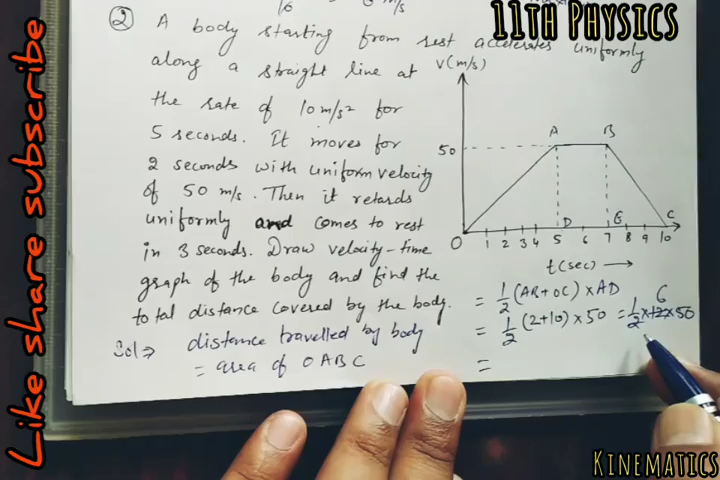 11th Physics
Like share subscribe
② A body starting from rest accelerates uniformly
along a straight line at
the rate of 10 m/s² for
5 seconds. It moves for
2 seconds with uniform velocity
of 50 m/s. Then it retards
uniformly and comes to rest
in 3 seconds. Draw velocity-time
graph of the body and find the
total distance covered by the body.
Sol ⇒ distance travelled by body
= area of OABC
V(m/s)
A B
50
O 1 2 3 4 5 D 6 7 E 8 9 10 C
t(sec) →
= 1/2 (AB+OC) × AD
= 1/2 (2+10) × 50 = 1/2 × 12 × 50
6
=
Kinematics